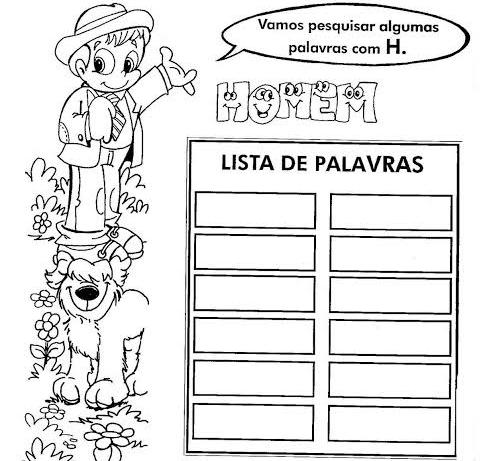 Vamos pesquisar algumas
palavras com H.
HOMEM
LISTA DE PALAVRAS